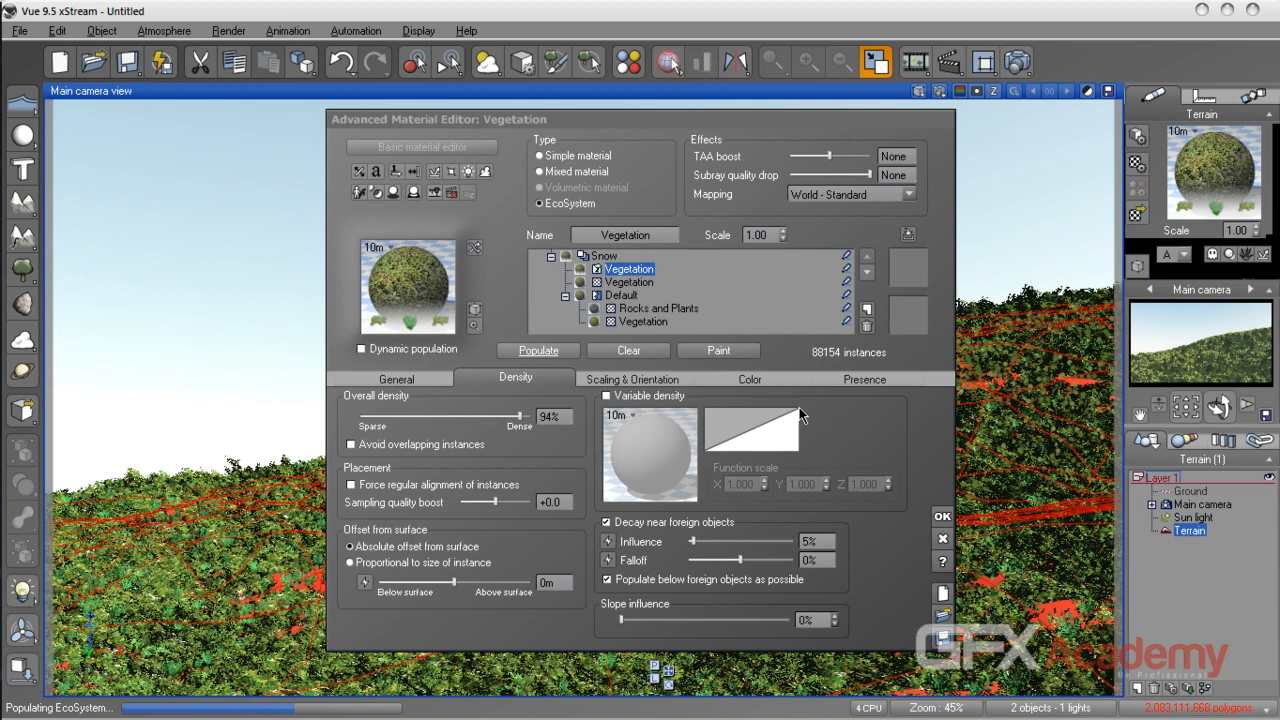 Vue 9.5 xStream - Untitled
File Edit Object Atmosphere Render Animation Automation Display Help
Main camera view
Advanced Material Editor: Vegetation
Basic material editor
Type
Simple material
Mixed material
Volumetric material
EcoSystem
Effects
TAA boost None
Subray quality drop None
Mapping World - Standard
Name Vegetation Scale 1.00
10m
Snow
Vegetation
Vegetation
Default
Rocks and Plants
Vegetation
Dynamic population Populate Clear Paint 88154 instances
General Density Scaling & Orientation Color Presence
Overall density
94%
Sparse Dense
Avoid overlapping instances
Placement
Force regular alignment of instances
Sampling quality boost +0.0
Offset from surface
Absolute offset from surface
Proportional to size of instance
0m
Below surface Above surface
Variable density
10m
Function scale
X 1.000 Y 1.000 Z 1.000
Decay near foreign objects
Influence 5%
Falloff 0%
Populate below foreign objects as possible
Slope influence
0%
OK
?
Terrain
10m
Scale 1.00
A
Main camera
Terrain (1)
Layer 1
Ground
Main camera
Sun light
Terrain
GFX Academy
Be Professional
Populating EcoSystem...
4 CPU Zoom : 45% 2 objects - 1 lights 2,083,111,668 polygons